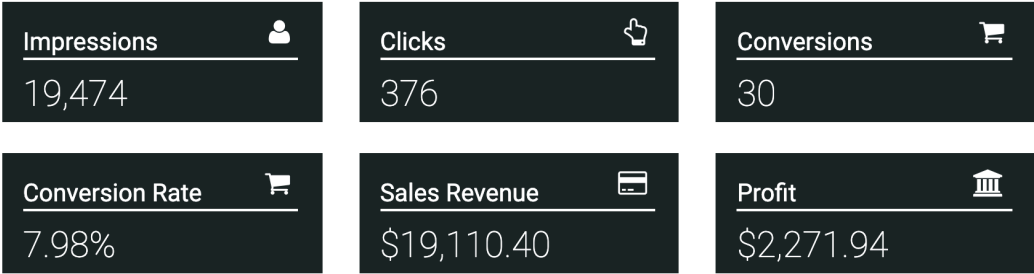 Impressions
19,474
Clicks
376
Conversions
30
Conversion Rate
7.98%
Sales Revenue
$19,110.40
Profit
$2,271.94